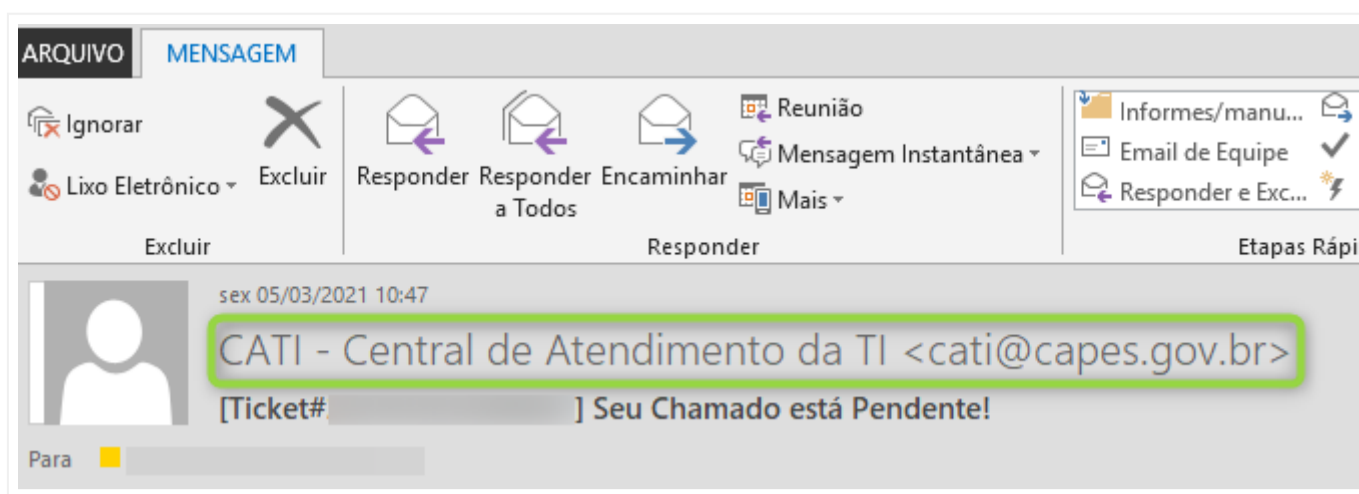 ARQUIVO MENSAGEM
Ignorar
Lixo Eletrônico
Excluir
Excluir
Responder
Responder a Todos
Encaminhar
Reunião
Mensagem Instantânea
Mais
Responder
Informes/manu...
Email de Equipe
Responder e Exc...
Etapas Rápi
sex 05/03/2021 10:47
CATI - Central de Atendimento da TI <cati@capes.gov.br>
[Ticket# ] Seu Chamado está Pendente!
Para